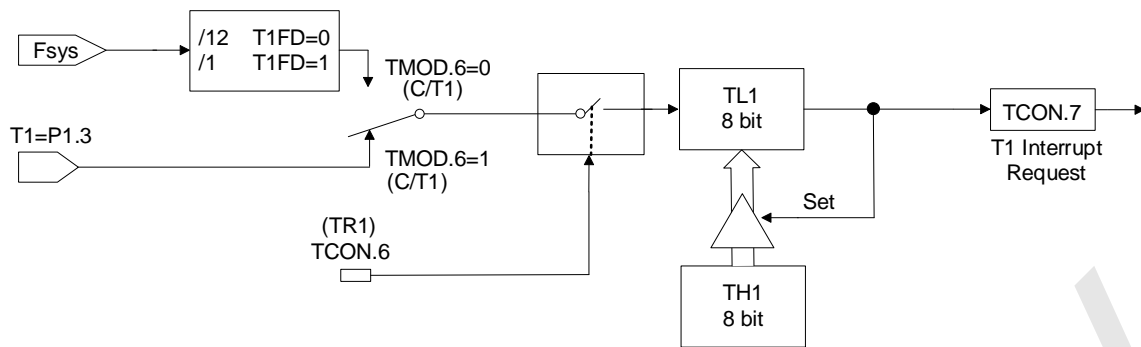 Fsys
/12 T1FD=0
/1 T1FD=1
TMOD.6=0
(C/T1)
T1=P1.3
TMOD.6=1
(C/T1)
(TR1)
TCON.6
TL1
8 bit
Set
TH1
8 bit
TCON.7
T1 Interrupt
Request